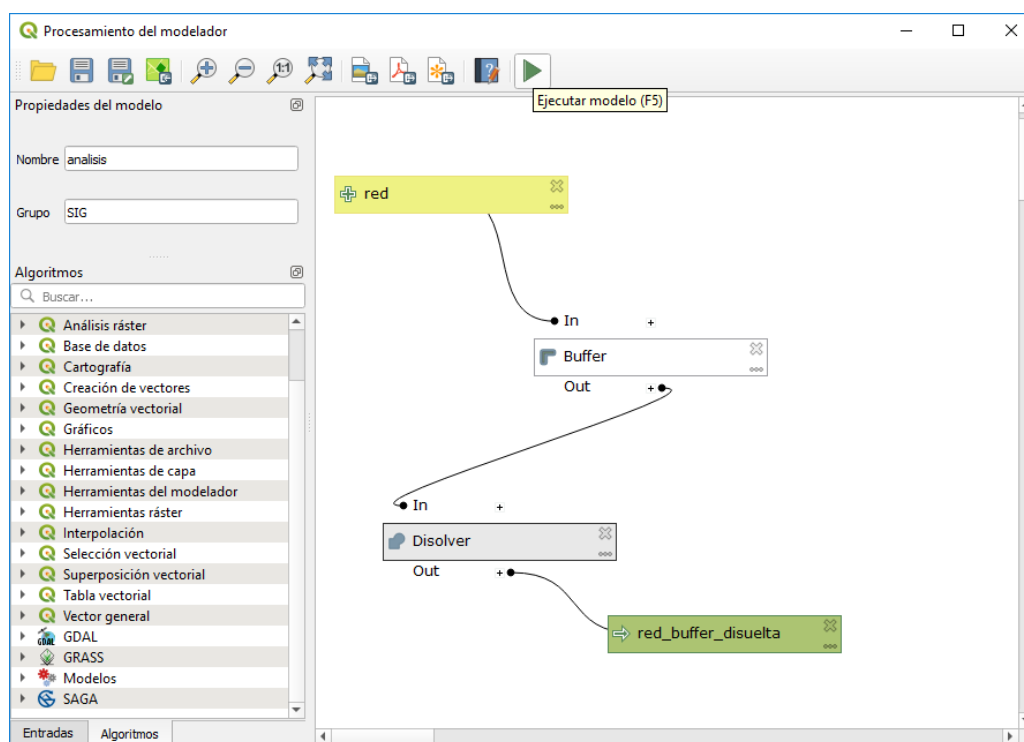 Procesamiento del modelador
1:1
Ejecutar modelo (F5)
Propiedades del modelo
Nombre analisis
Grupo SIG
Algoritmos
Buscar...
Análisis ráster
Base de datos
Cartografía
Creación de vectores
Geometría vectorial
Gráficos
Herramientas de archivo
Herramientas de capa
Herramientas del modelador
Herramientas ráster
Interpolación
Selección vectorial
Superposición vectorial
Tabla vectorial
Vector general
GDAL GDAL
GRASS
Modelos
SAGA
Entradas Algoritmos
red
In +
Buffer
Out +
In +
Disolver
Out +
red_buffer_disuelta